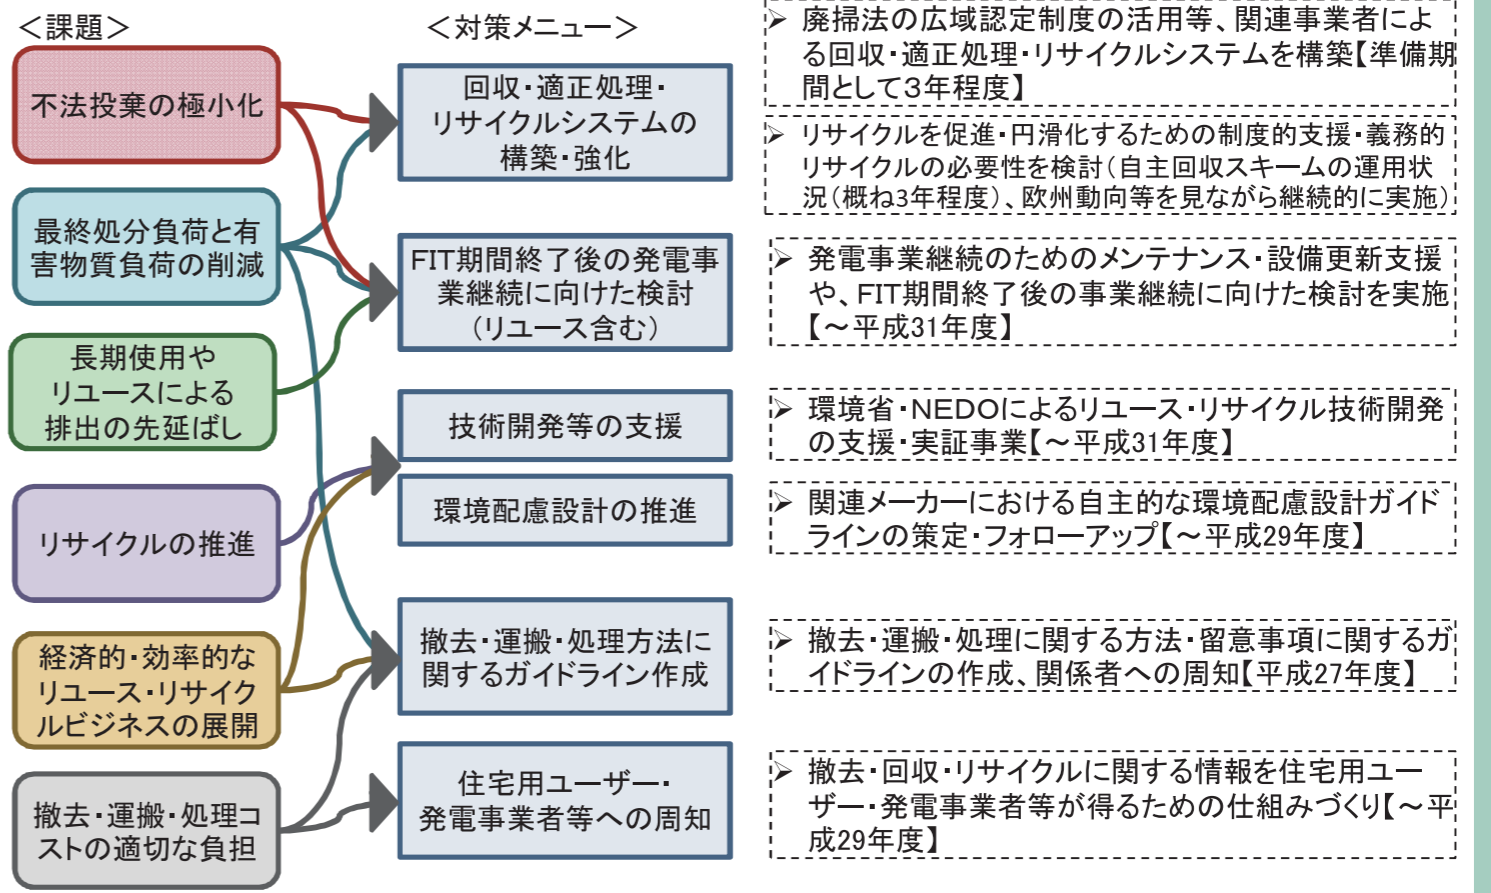 ＜課題＞
不法投棄の極小化
最終処分負荷と有
害物質負荷の削減
長期使用や
リユースによる
排出の先延ばし
リサイクルの推進
経済的・効率的な
リユース・リサイク
ルビジネスの展開
撤去・運搬・処理コ
ストの適切な負担
＜対策メニュー＞
回収・適正処理・
リサイクルシステムの
構築・強化
FIT期間終了後の発電事
業継続に向けた検討
（リユース含む）
技術開発等の支援
環境配慮設計の推進
撤去・運搬・処理方法に
関するガイドライン作成
住宅用ユーザー・
発電事業者等への周知
➢ 廃掃法の広域認定制度の活用等、関連事業者によ
る回収・適正処理・リサイクルシステムを構築【準備期
間として３年程度】
➢ リサイクルを促進・円滑化するための制度的支援・義務的
リサイクルの必要性を検討（自主回収スキームの運用状
況（概ね3年程度）、欧州動向等を見ながら継続的に実施）
➢ 発電事業継続のためのメンテナンス・設備更新支援
や、FIT期間終了後の事業継続に向けた検討を実施
【～平成31年度】
➢ 環境省・NEDOによるリユース・リサイクル技術開発
の支援・実証事業【～平成31年度】
➢ 関連メーカーにおける自主的な環境配慮設計ガイド
ラインの策定・フォローアップ【～平成29年度】
➢ 撤去・運搬・処理に関する方法・留意事項に関するガ
イドラインの作成、関係者への周知【平成27年度】
➢ 撤去・回収・リサイクルに関する情報を住宅用ユー
ザー・発電事業者等が得るための仕組みづくり【～平
成29年度】